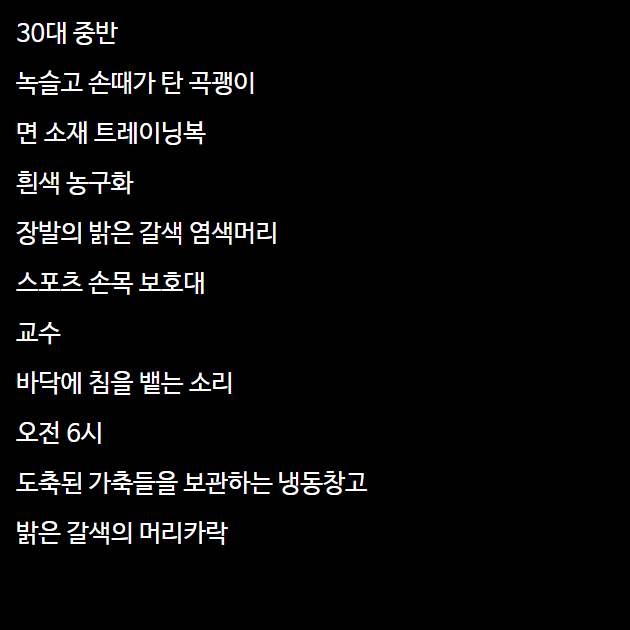 30대 중반
녹슬고 손때가 탄 곡괭이
면 소재 트레이닝복
흰색 농구화
장발의 밝은 갈색 염색머리
스포츠 손목 보호대
교수
바닥에 침을 뱉는 소리
오전 6시
도축된 가축들을 보관하는 냉동창고
밝은 갈색의 머리카락